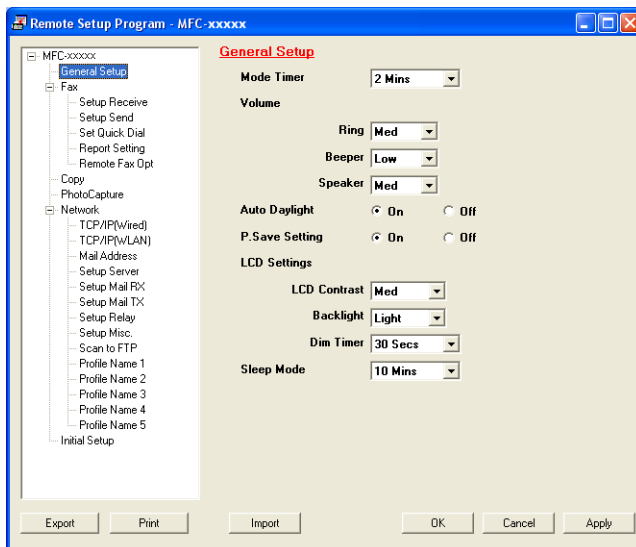 Remote Setup Program - MFC-xxxxx
MFC-xxxxx
General Setup
Fax
Setup Receive
Setup Send
Set Quick Dial
Report Setting
Remote Fax Opt
Copy
PhotoCapture
Network
TCP/IP(Wired)
TCP/IP(WLAN)
Mail Address
Setup Server
Setup Mail RX
Setup Mail TX
Setup Relay
Setup Misc.
Scan to FTP
Profile Name 1
Profile Name 2
Profile Name 3
Profile Name 4
Profile Name 5
Initial Setup
General Setup
Mode Timer 2 Mins
Volume
Ring Med
Beeper Low
Speaker Med
Auto Daylight On Off
P.Save Setting On Off
LCD Settings
LCD Contrast Med
Backlight Light
Dim Timer 30 Secs
Sleep Mode 10 Mins
Export Print Import OK Cancel Apply